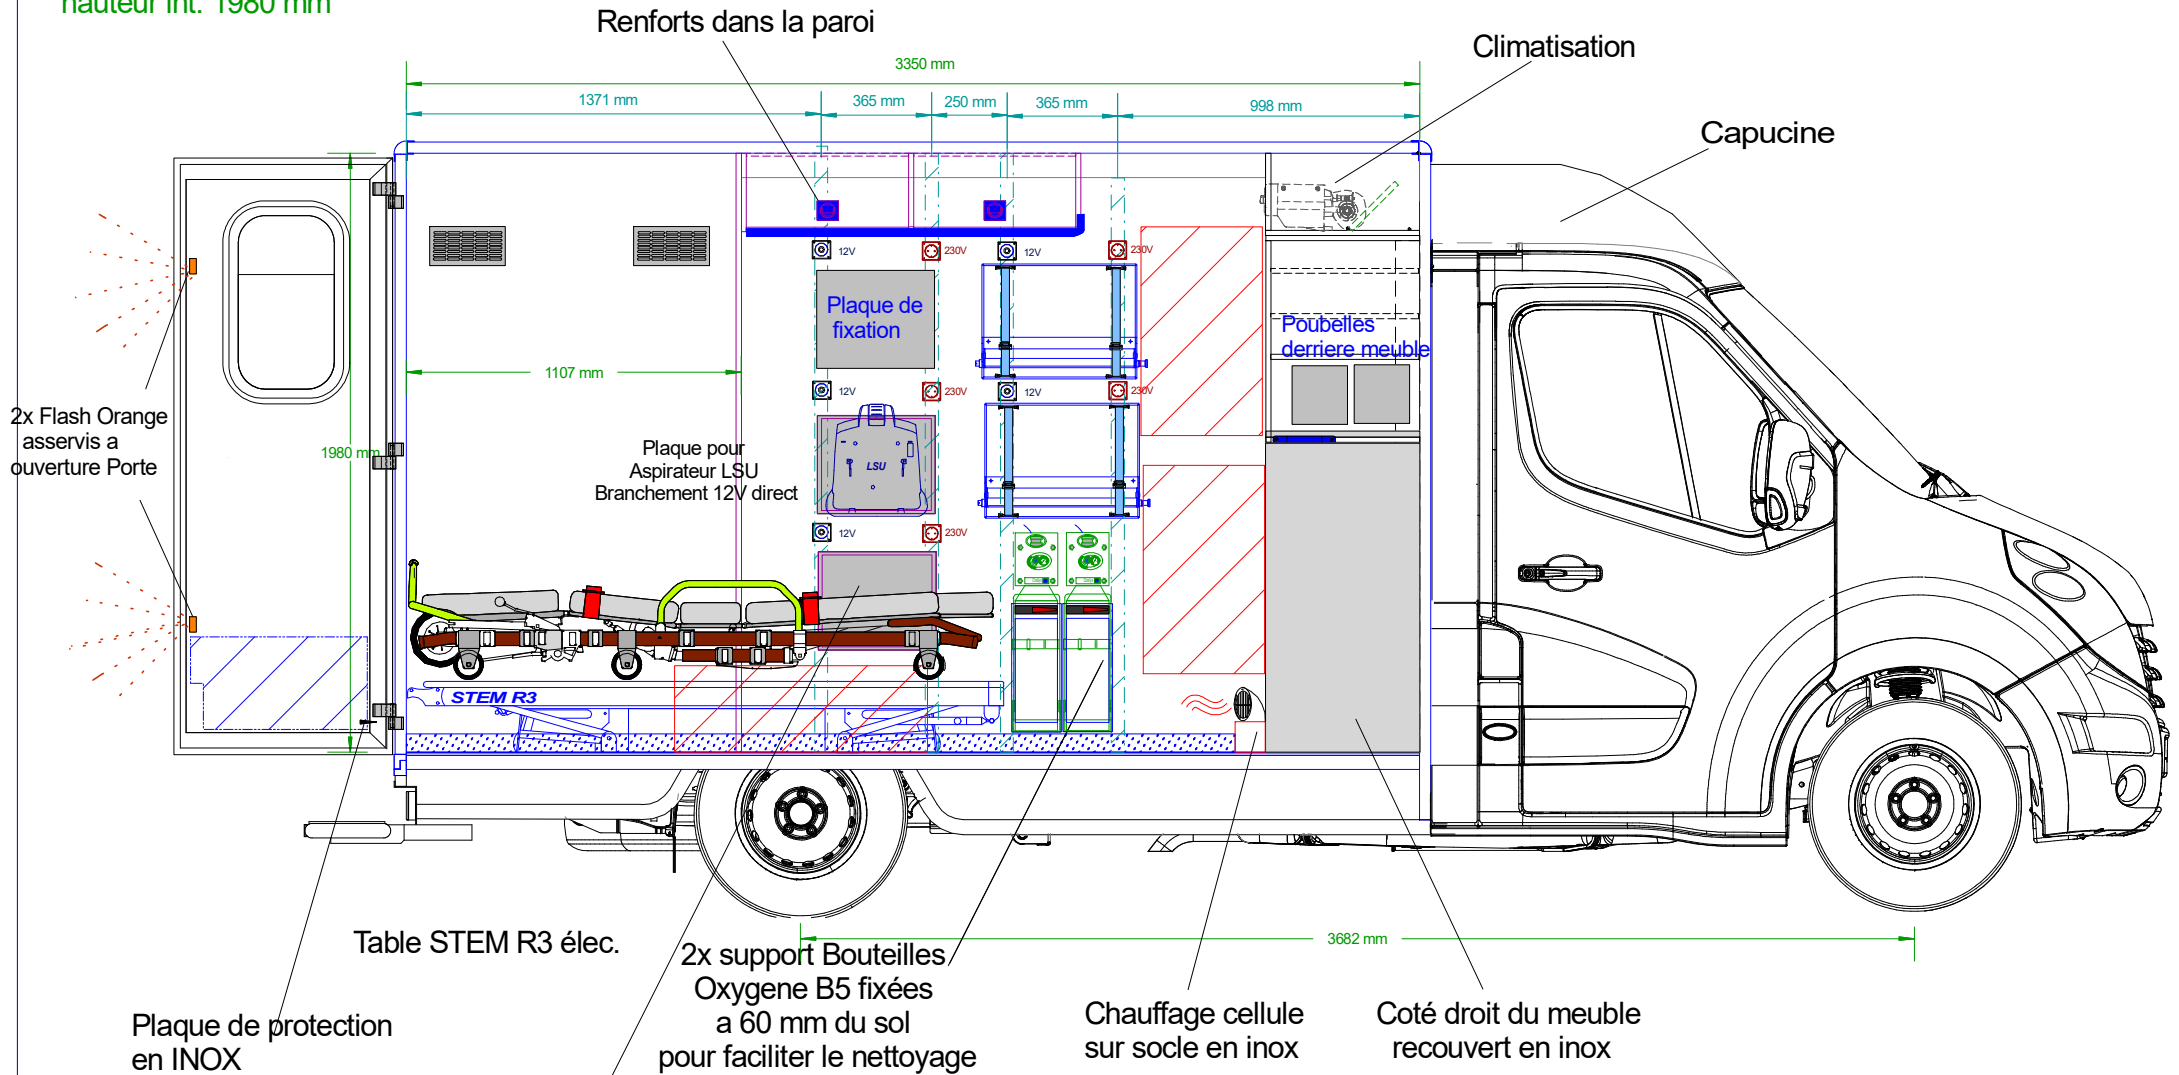 hauteur int. 1980 mm
Renforts dans la paroi
Climatisation
3350 mm
1371 mm
365 mm
250 mm
365 mm
998 mm
Capucine
12V
230V
12V
230V
Plaque de
fixation
Poubelles
derriere meuble
1107 mm
12V
230V
12V
230V
2x Flash Orange
asservis a
ouverture Porte
1980 mm
Plaque pour
Aspirateur LSU
Branchement 12V direct
LSU
12V
230V
STEM R3
Table STEM R3 élec.
3682 mm
2x support Bouteilles
Oxygene B5 fixées
a 60 mm du sol
pour faciliter le nettoyage
Plaque de protection
en INOX
Chauffage cellule
sur socle en inox
Coté droit du meuble
recouvert en inox